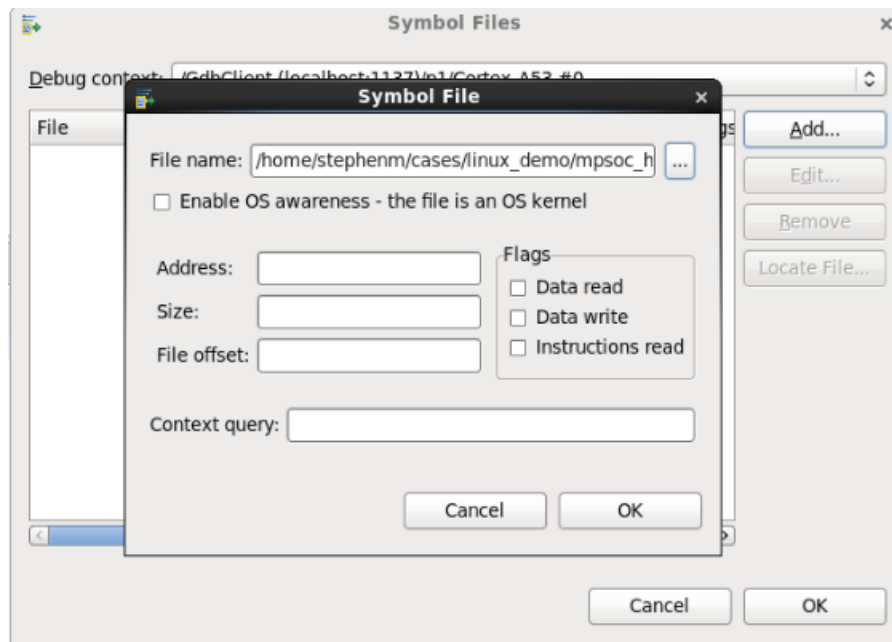 Symbol Files
Debug context: /GdbClient (localhost:1137)/p1/Cortex-A53 #0
Symbol File
File
Add...
File name: /home/stephenm/cases/linux_demo/mpsoc_h ...
Edit...
Enable OS awareness - the file is an OS kernel
Remove
Flags
Address:
Locate File...
Data read
Size:
Data write
File offset:
Instructions read
Context query:
Cancel OK
Cancel OK